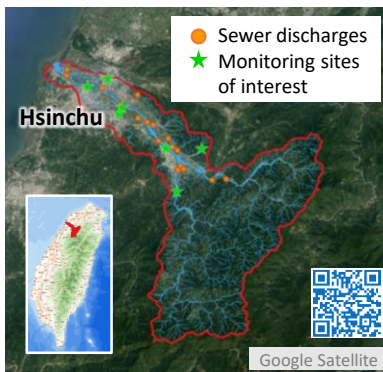 Sewer discharges
Monitoring sites
of interest
Hsinchu
Google Satellite